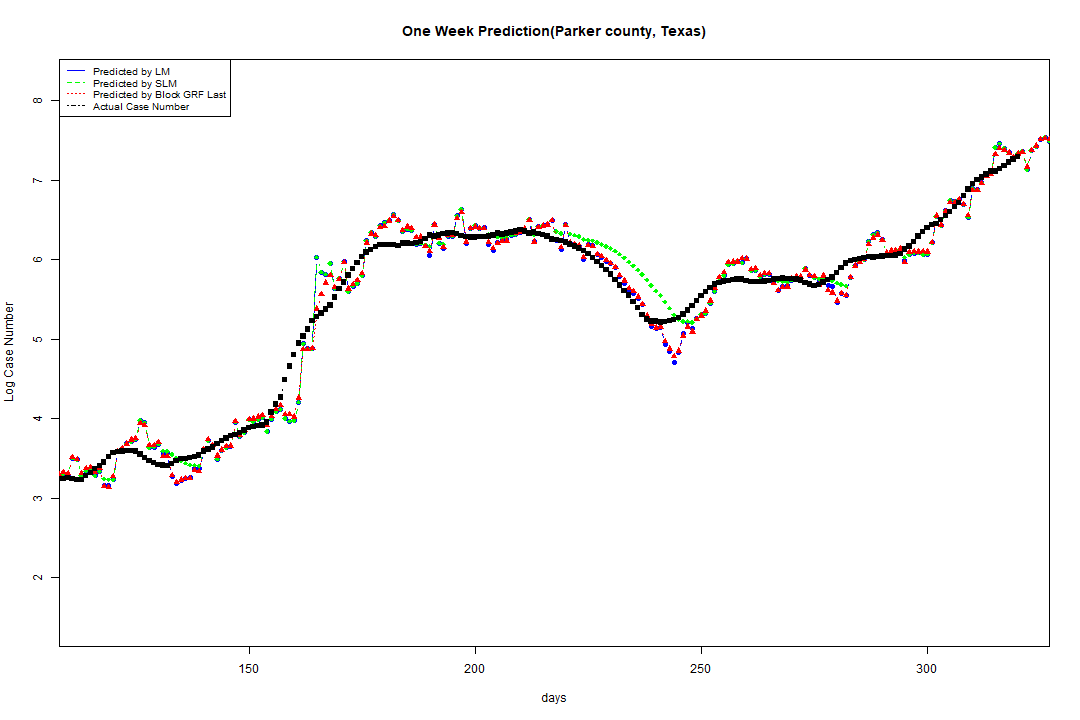 One Week Prediction(Parker county, Texas)
Predicted by LM
Predicted by SLM
Predicted by Block GRF Last
Actual Case Number
8
7
6
5
4
3
2
Log Case Number
150 200 250 300
days